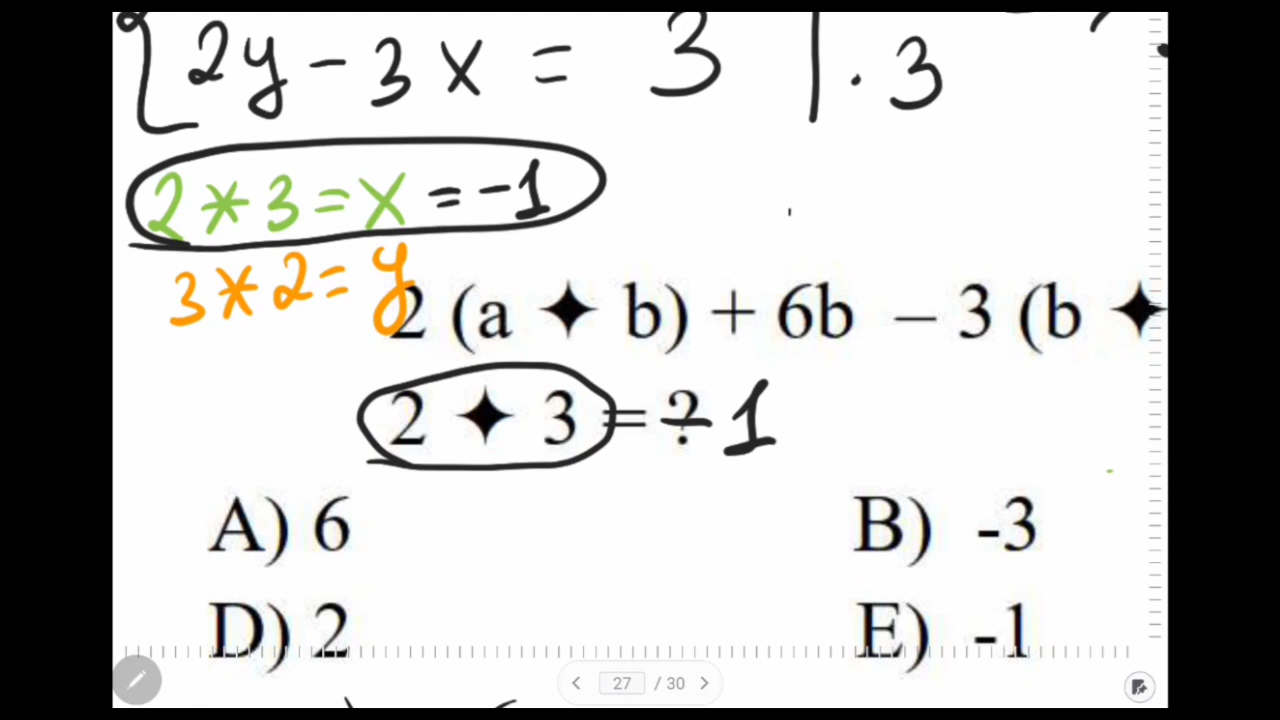 2y - 3x = 3 | · 3
2 * 3 = x = -1
3 * 2 = y
2 (a ✦ b) + 6b – 3 (b ✦
2 ✦ 3 = ? - 1
A) 6
B) -3
D) 2
E) -1
27 / 30